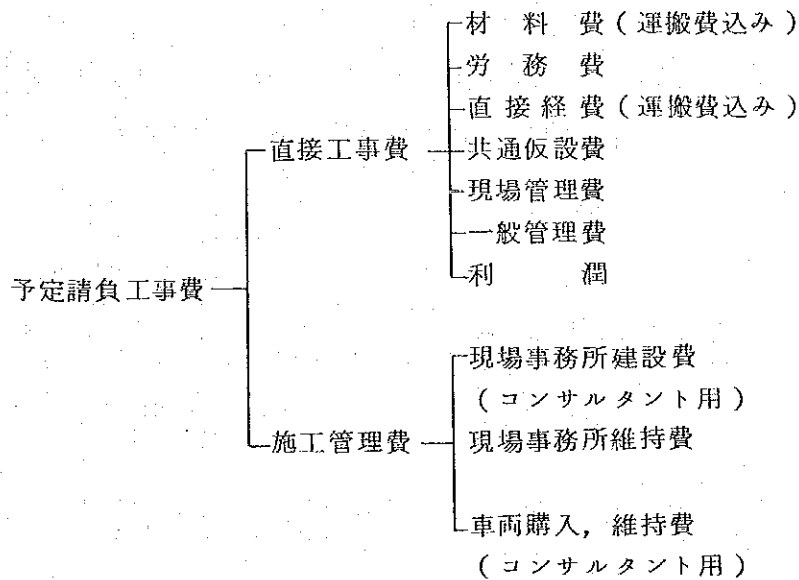 材料費(運搬費込み)
労務費
直接経費(運搬費込み)
直接工事費
共通仮設費
現場管理費
一般管理費
利潤
予定請負工事費
現場事務所建設費
(コンサルタント用)
施工管理費
現場事務所維持費
車両購入,維持費
(コンサルタント用)